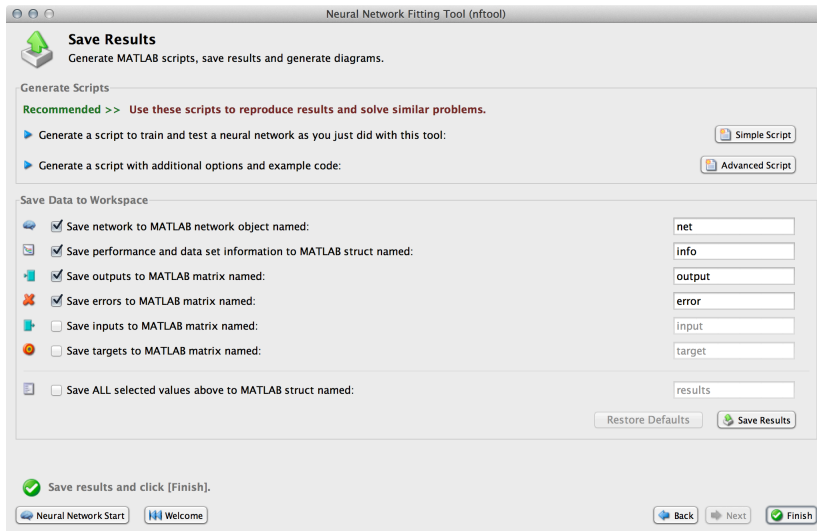 Neural Network Fitting Tool (nftool)
Save Results
Generate MATLAB scripts, save results and generate diagrams.
Generate Scripts
Recommended >> Use these scripts to reproduce results and solve similar problems.
Generate a script to train and test a neural network as you just did with this tool:
Simple Script
Generate a script with additional options and example code:
Advanced Script
Save Data to Workspace
Save network to MATLAB network object named:
net
Save performance and data set information to MATLAB struct named:
info
Save outputs to MATLAB matrix named:
output
Save errors to MATLAB matrix named:
error
Save inputs to MATLAB matrix named:
input
Save targets to MATLAB matrix named:
target
Save ALL selected values above to MATLAB struct named:
results
Restore Defaults
Save Results
Save results and click [Finish].
Neural Network Start
Welcome
Back
Next
Finish